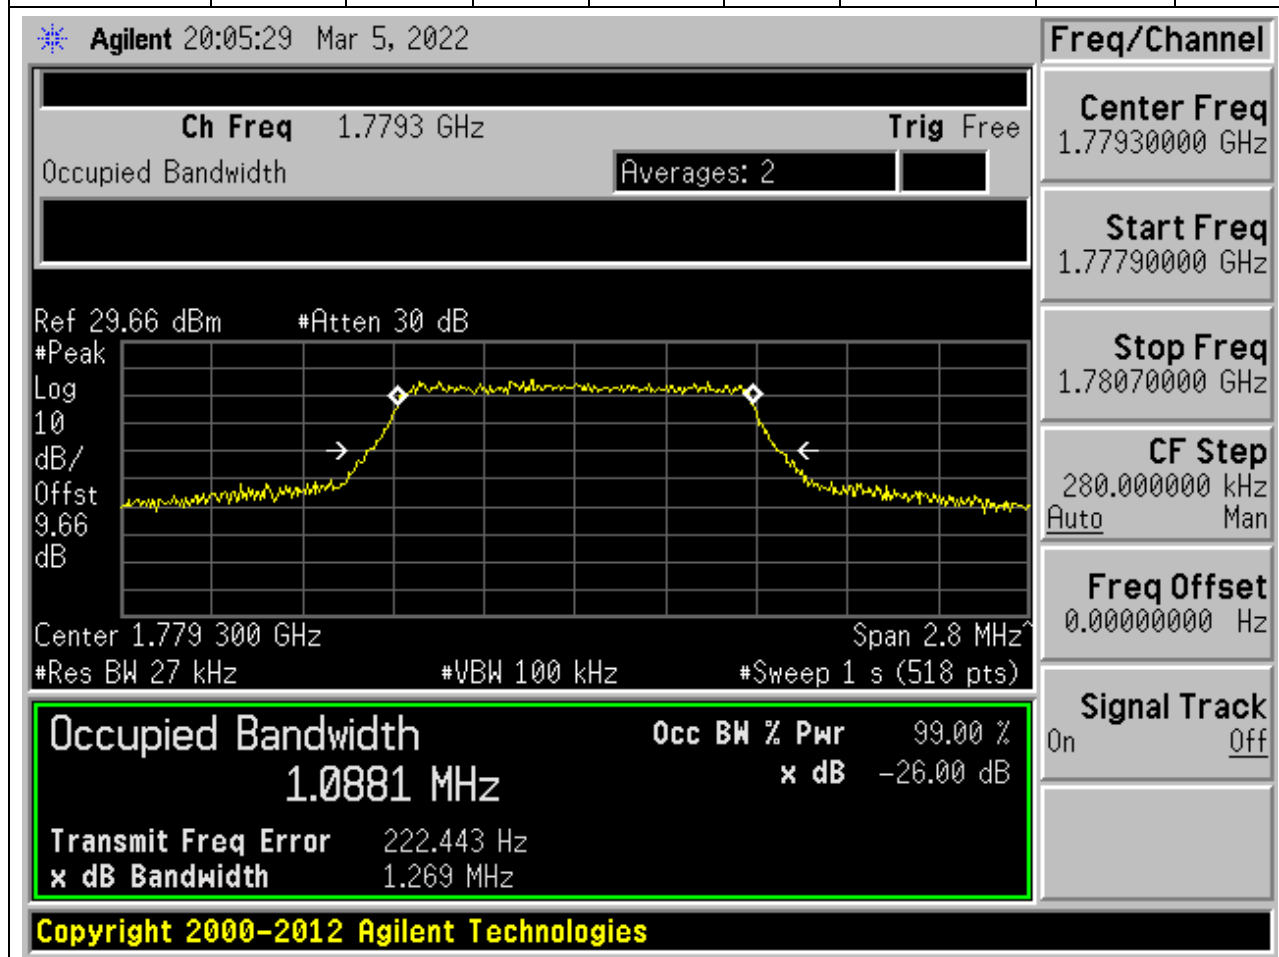 Agilent 20:05:29 Mar 5, 2022
Freq/Channel
Ch Freq 1.7793 GHz Trig Free
Occupied Bandwidth Averages: 2
Center Freq
1.77930000 GHz
Start Freq
1.77790000 GHz
Stop Freq
1.78070000 GHz
CF Step
280.000000 kHz
Auto Man
Freq Offset
0.00000000 Hz
Signal Track
On Off
Ref 29.66 dBm #Atten 30 dB
#Peak
Log
10
dB/
Offst
9.66
dB
Center 1.779 300 GHz Span 2.8 MHz^
#Res BW 27 kHz #VBW 100 kHz #Sweep 1 s (518 pts)
Occupied Bandwidth Occ BW % Pwr 99.00 %
1.0881 MHz x dB -26.00 dB
Transmit Freq Error 222.443 Hz
x dB Bandwidth 1.269 MHz
Copyright 2000-2012 Agilent Technologies